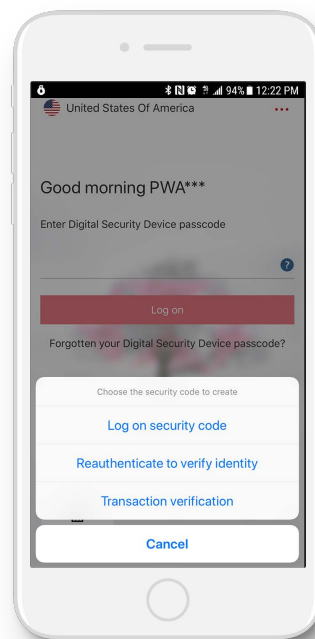 94% 12:22 PM
United States Of America
Good morning PWA***
Enter Digital Security Device passcode
?
Log on
Forgotten your Digital Security Device passcode?
Choose the security code to create
Log on security code
Reauthenticate to verify identity
Transaction verification
Cancel